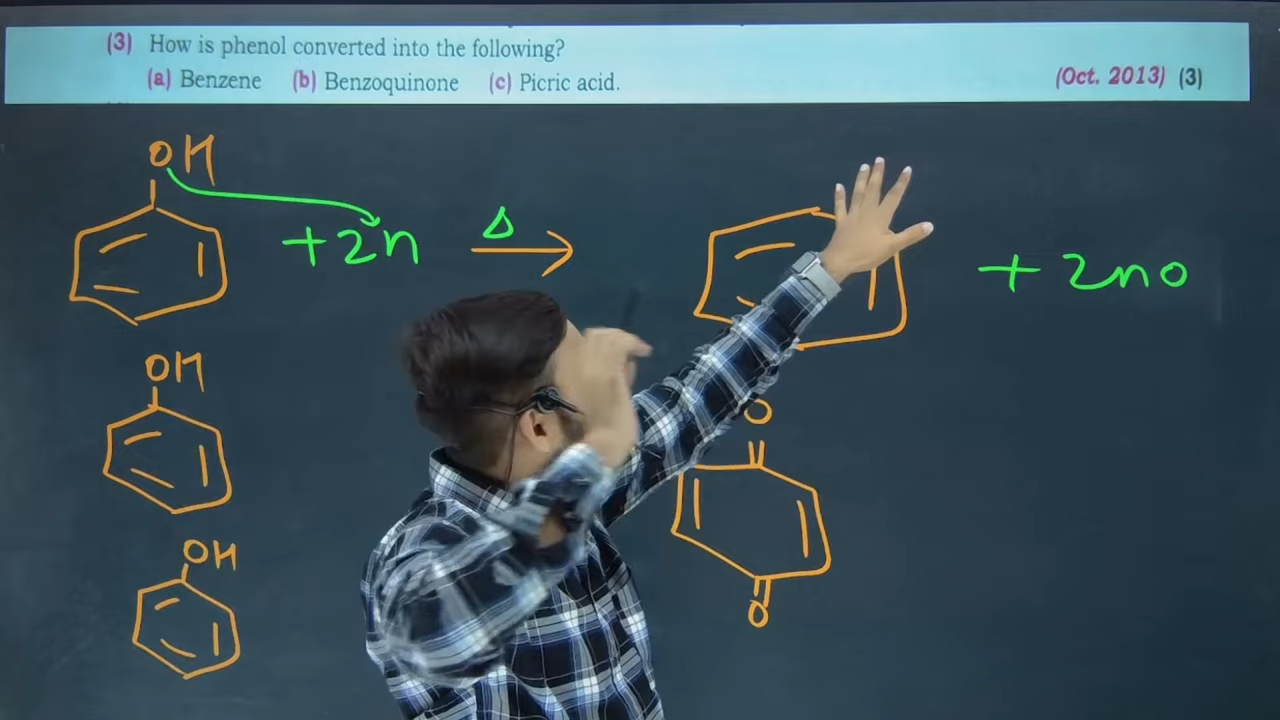 (3) How is phenol converted into the following?
(a) Benzene (b) Benzoquinone (c) Picric acid. (Oct. 2013) (3)
OH
+ 2n Δ + 2no
OH
O
OH
O